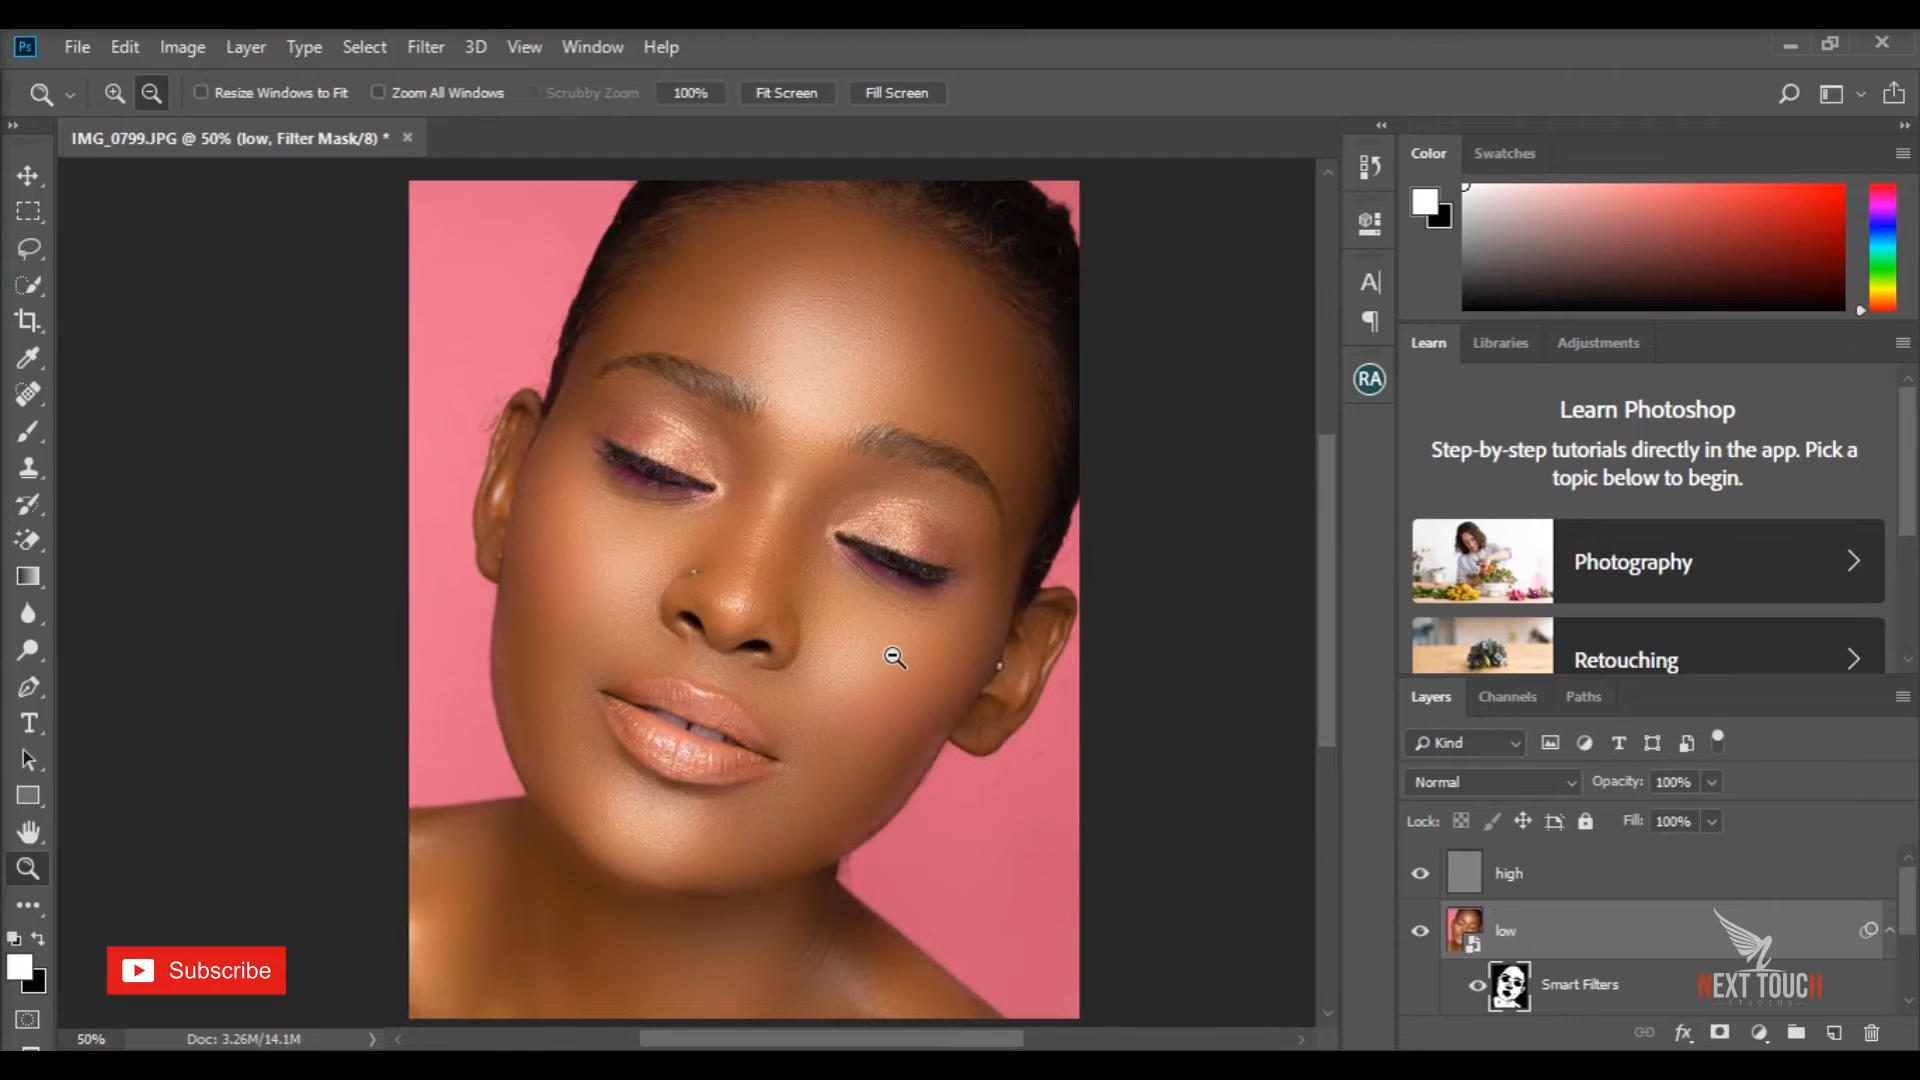 Ps File Edit Image Layer Type Select Filter 3D View Window Help
Resize Windows to Fit Zoom All Windows Scrubby Zoom 100% Fit Screen Fill Screen
IMG_0799.JPG @ 50% (low, Filter Mask/8) *
Color Swatches
RA
Learn Libraries Adjustments
Learn Photoshop
Step-by-step tutorials directly in the app. Pick a
topic below to begin.
Photography
Retouching
Layers Channels Paths
Kind
Normal Opacity: 100%
Lock: Fill: 100%
high
low
Smart Filters
NEXT TOUCH
STUDIOS
Subscribe
50% Doc: 3.26M/14.1M
fx